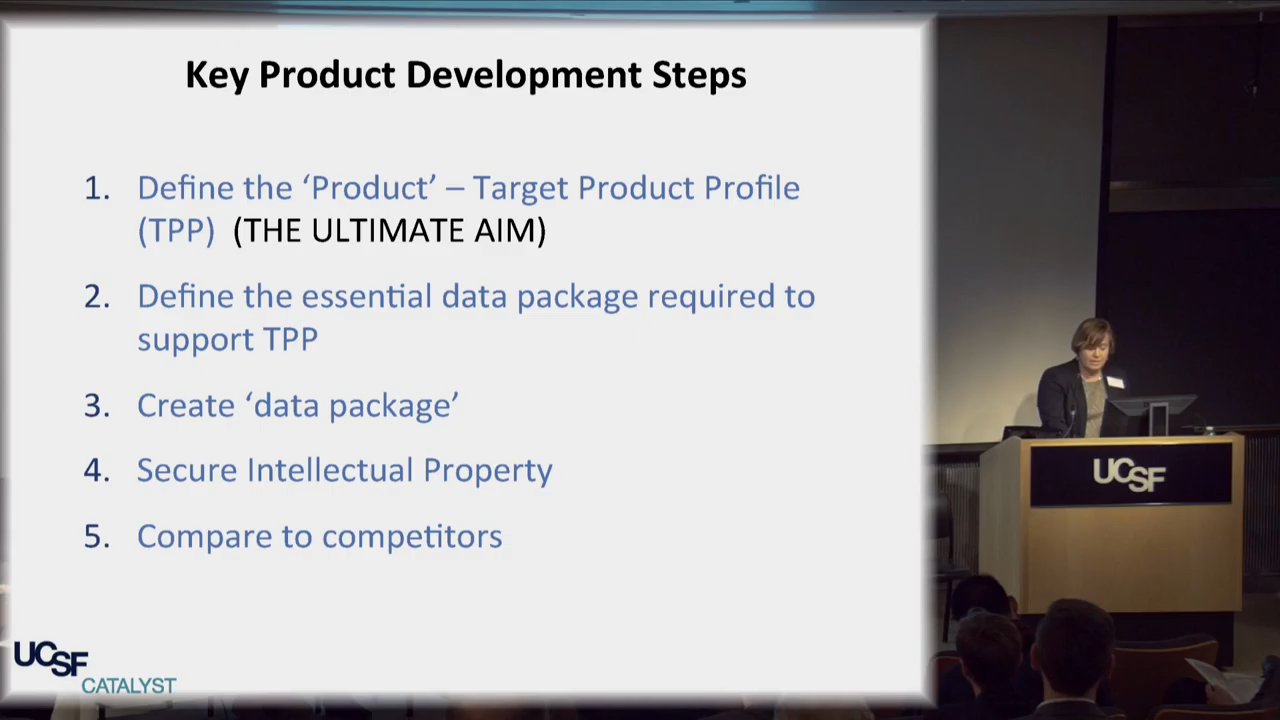 Key Product Development Steps
1. Define the ‘Product’ – Target Product Profile
(TPP) (THE ULTIMATE AIM)
2. Define the essential data package required to
support TPP
3. Create ‘data package’
4. Secure Intellectual Property
5. Compare to competitors
UCSF
CATALYST
UCSF